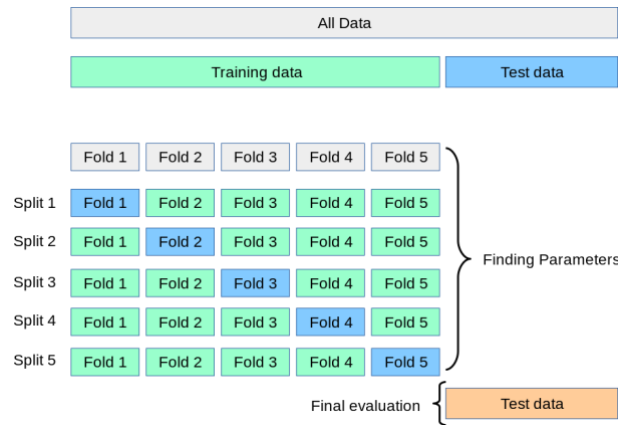 All Data
Training data Test data
Fold 1 Fold 2 Fold 3 Fold 4 Fold 5
Split 1 Fold 1 Fold 2 Fold 3 Fold 4 Fold 5
Split 2 Fold 1 Fold 2 Fold 3 Fold 4 Fold 5
Finding Parameters
Split 3 Fold 1 Fold 2 Fold 3 Fold 4 Fold 5
Split 4 Fold 1 Fold 2 Fold 3 Fold 4 Fold 5
Split 5 Fold 1 Fold 2 Fold 3 Fold 4 Fold 5
Final evaluation Test data